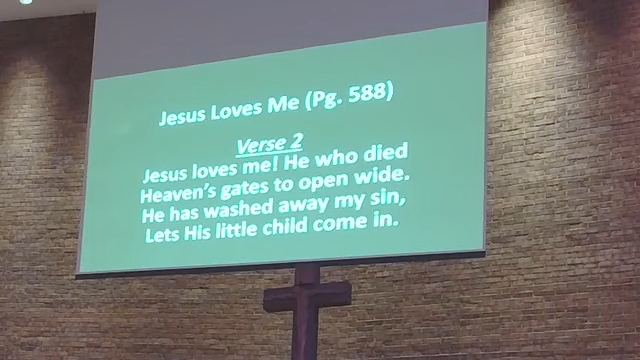 Jesus Loves Me (Pg. 588)
Verse 2
Jesus loves me! He who died
Heaven's gates to open wide.
He has washed away my sin,
Lets His little child come in.